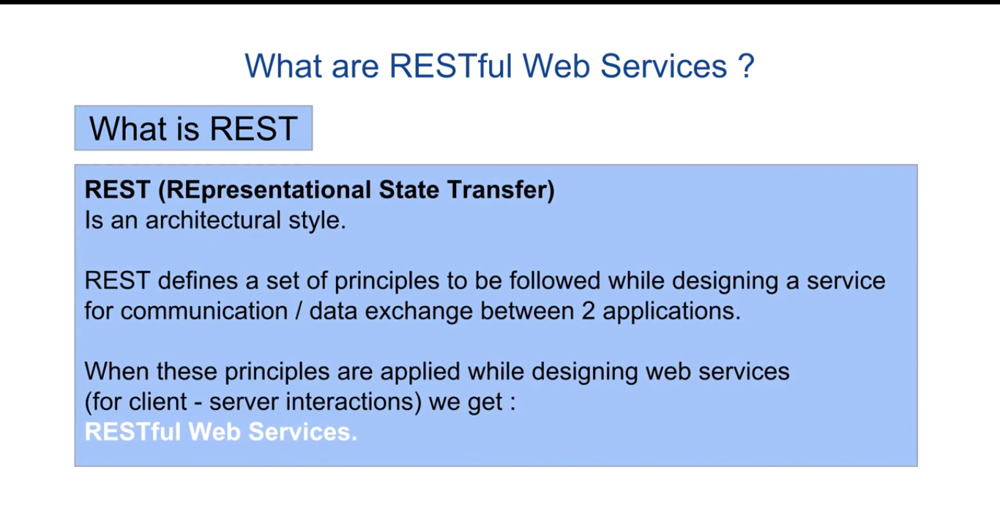 What are RESTful Web Services ?
What is REST
REST (REpresentational State Transfer)
Is an architectural style.
REST defines a set of principles to be followed while designing a service
for communication / data exchange between 2 applications.
When these principles are applied while designing web services
(for client - server interactions) we get :
RESTful Web Services.